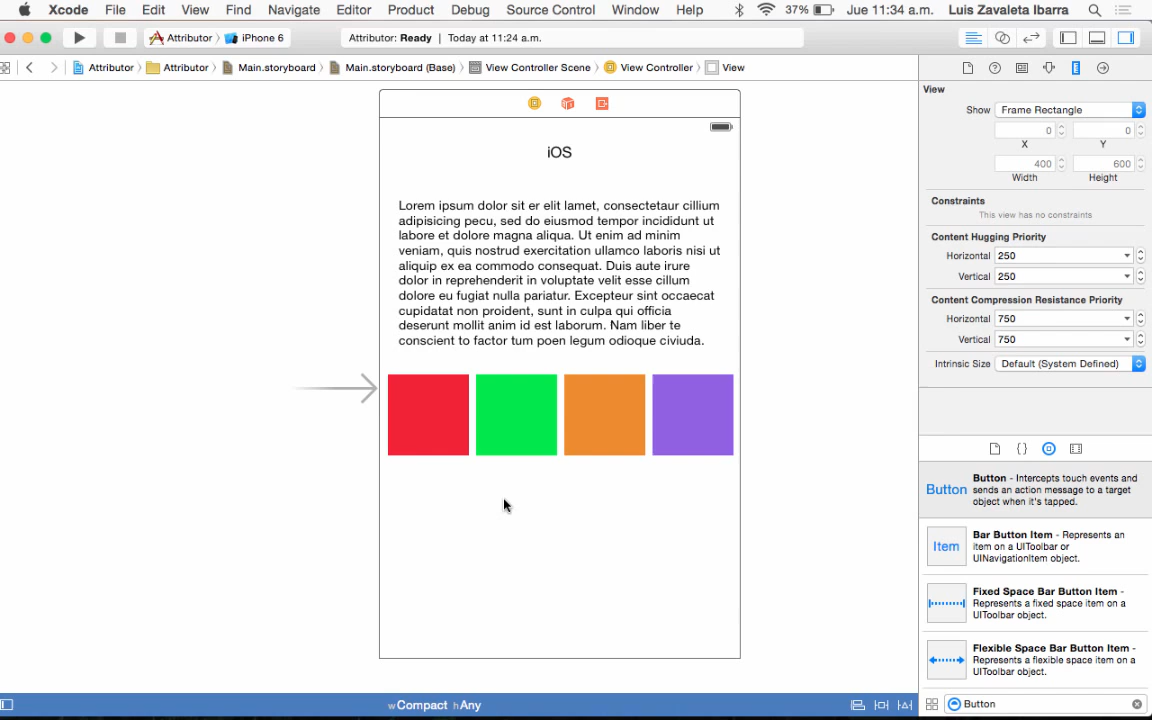 Xcode File Edit View Find Navigate Editor Product Debug Source Control Window Help 37% Jue 11:34 a.m. Luis Zavaleta Ibarra
Attributor iPhone 6 Attributor: Ready | Today at 11:24 a.m.
Attributor Attributor Main.storyboard Main.storyboard (Base) View Controller Scene View Controller View
View
Show Frame Rectangle
0 0
X Y
400 600
Width Height
Constraints
This view has no constraints
Content Hugging Priority
Horizontal 250
Vertical 250
Content Compression Resistance Priority
Horizontal 750
Vertical 750
Intrinsic Size Default (System Defined)
iOS
Lorem ipsum dolor sit er elit lamet, consectetaur cillium
adipisicing pecu, sed do eiusmod tempor incididunt ut
labore et dolore magna aliqua. Ut enim ad minim
veniam, quis nostrud exercitation ullamco laboris nisi ut
aliquip ex ea commodo consequat. Duis aute irure
dolor in reprehenderit in voluptate velit esse cillum
dolore eu fugiat nulla pariatur. Excepteur sint occaecat
cupidatat non proident, sunt in culpa qui officia
deserunt mollit anim id est laborum. Nam liber te
conscient to factor tum poen legum odioque civiuda.
Button
Button - Intercepts touch events and
sends an action message to a target
object when it's tapped.
Item
Bar Button Item - Represents an
item on a UIToolbar or
UINavigationItem object.
Fixed Space Bar Button Item -
Represents a fixed space item on a
UIToolbar object.
Flexible Space Bar Button Item -
Represents a flexible space item on a
UIToolbar object.
wCompact hAny
Button